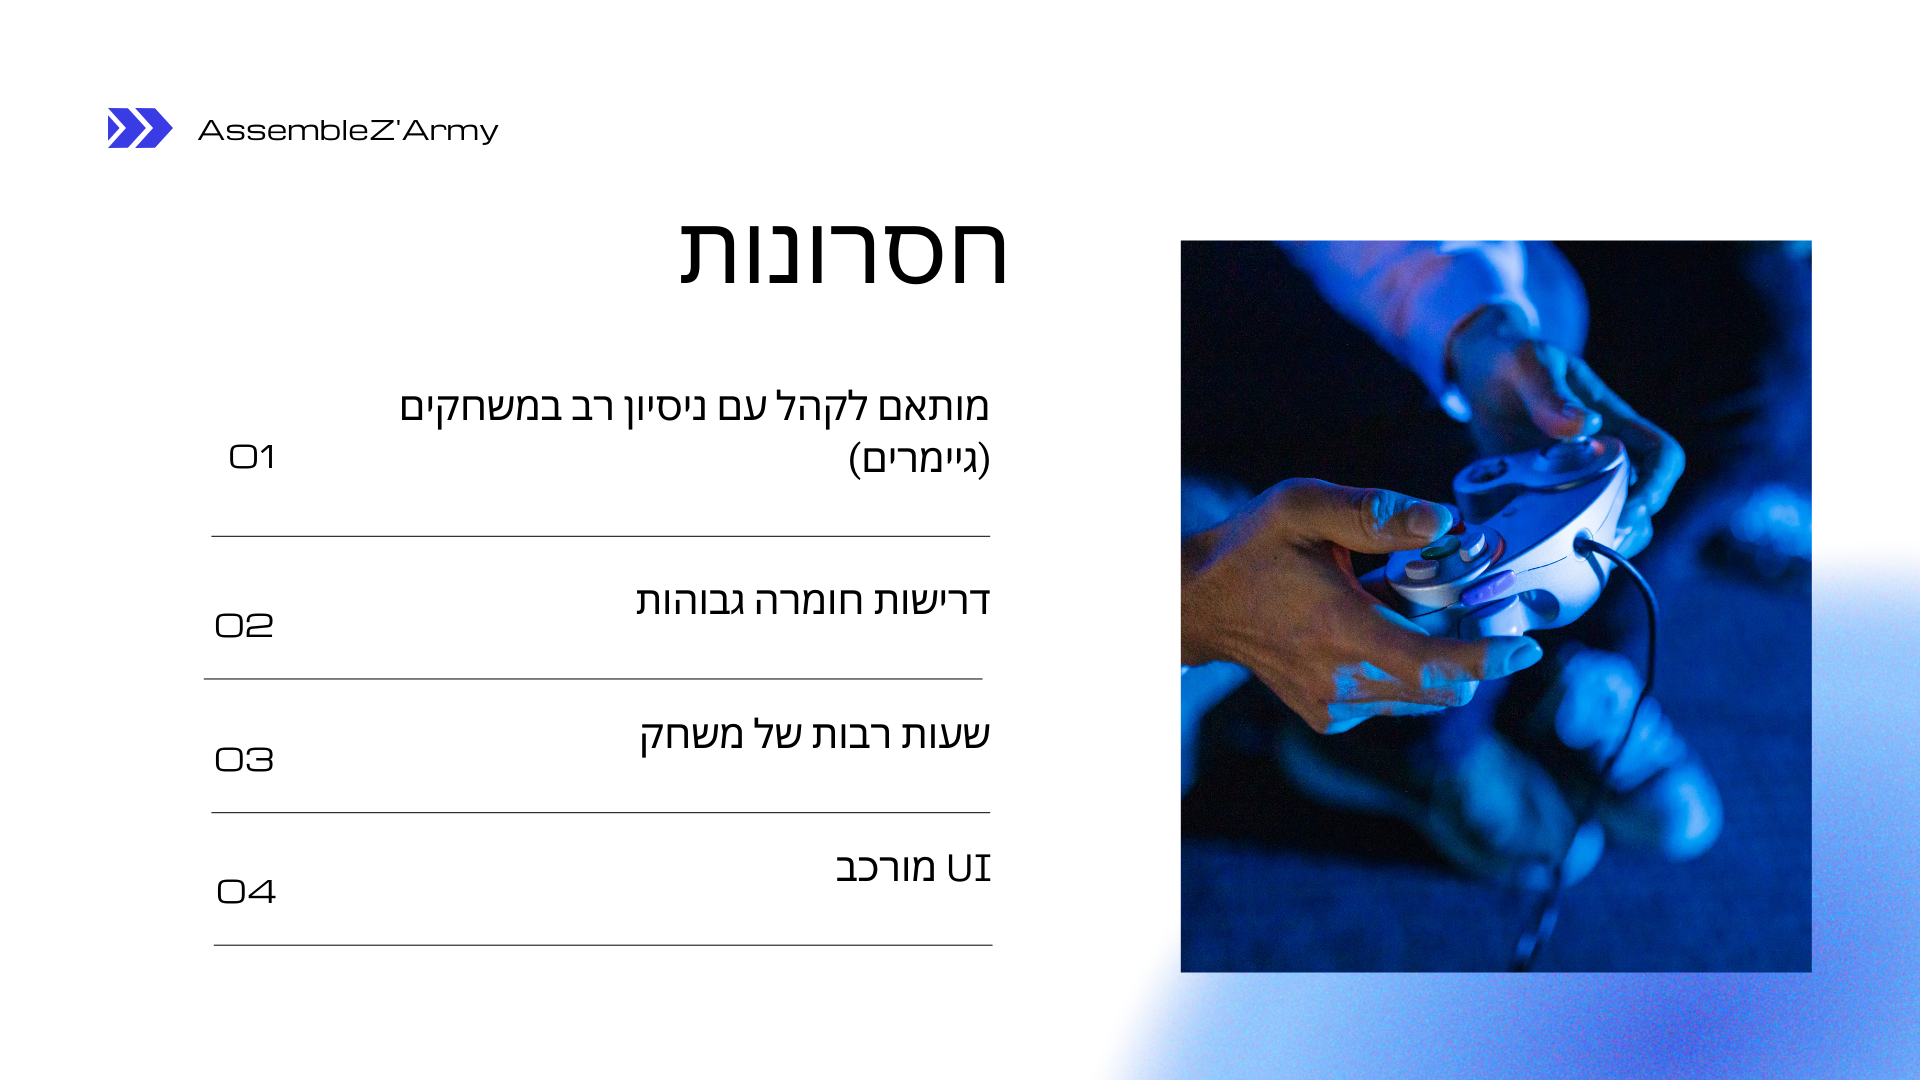 AssembleZ'Army
חסרונות
01
מותאם לקהל עם ניסיון רב במשחקים
(גיימרים)
02
דרישות חומרה גבוהות
03
שעות רבות של משחק
04
UI מורכב